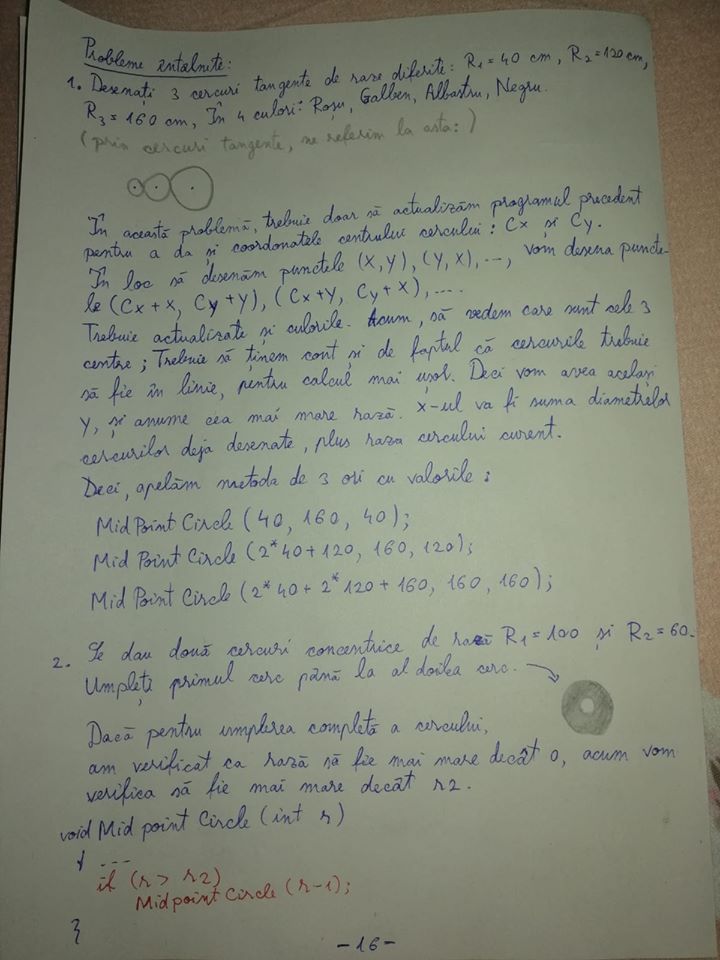 Probleme întâlnite:
1. Desenați 3 cercuri tangente de raze diferite: R1=40 cm, R2=120cm,
R3=160 cm, în 4 culori: Roșu, Galben, Albastru, Negru.
(prin cercuri tangente, ne referim la asta:)
În această problemă, trebuie doar să actualizăm programul precedent
pentru a da și coordonatele centrului cercului: Cx și Cy.
În loc să desenăm punctele (X,Y), (Y,X), ..., vom desena puncte-
le (Cx+x, Cy+y), (Cx+y, Cy+x), ....
Trebuie actualizate și culorile. Acum, să vedem care sunt cele 3
centre; Trebuie să ținem cont și de faptul că cercurile trebuie
să fie în linie, pentru calcul mai ușor. Deci vom avea același
y, și anume cea mai mare rază. x-ul va fi suma diametrelor
cercurilor deja desenate, plus raza cercului curent.
Deci, apelăm metoda de 3 ori cu valorile:
MidPoint Circle (40, 160, 40);
Mid Point Circle (2*40+120, 160, 120);
Mid Point Circle (2*40+2*120+160, 160, 160);
2. Se dau două cercuri concentrice de rază R1=100 și R2=60.
Umpleți primul cerc până la al doilea cerc.
Dacă pentru umplerea completă a cercului,
am verificat ca rază să fie mai mare decât 0, acum vom
verifica să fie mai mare decât r2.
void Mid point Circle (int r)
{ ...
if (r > r2)
Midpoint Circle (r-1);
}
-16-